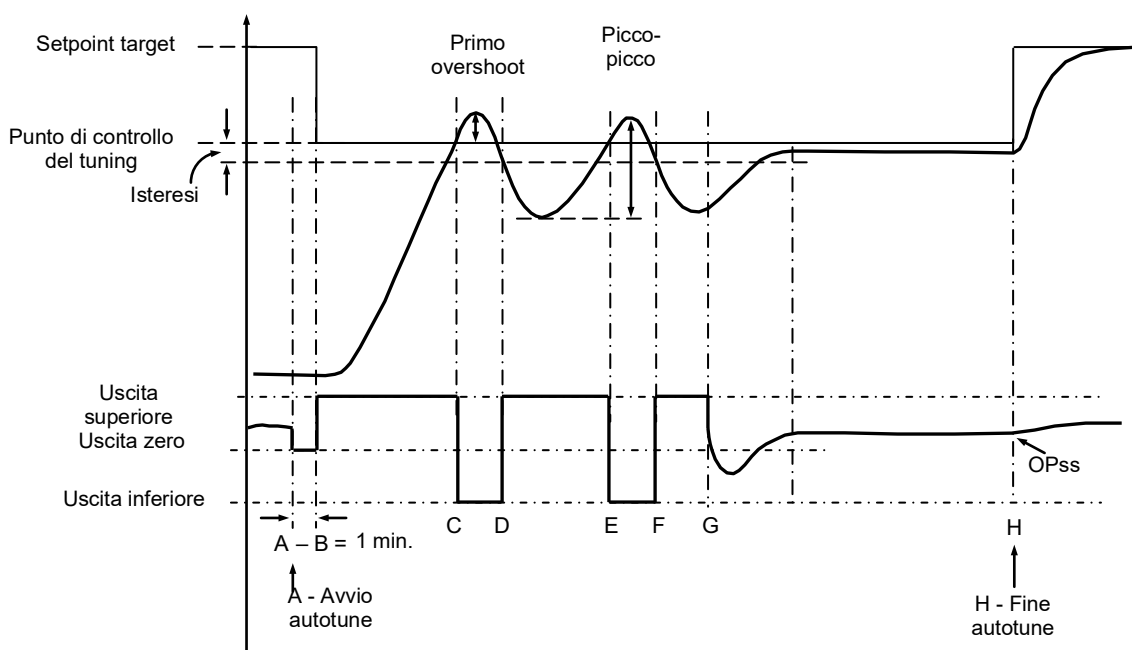 Setpoint target
Primo
overshoot
Picco-
picco
Punto di controllo
del tuning
Isteresi
Uscita
superiore
Uscita zero
OPss
Uscita inferiore
C
D
E
F
G
H
A – B = 1 min.
A - Avvio
autotune
H - Fine
autotune